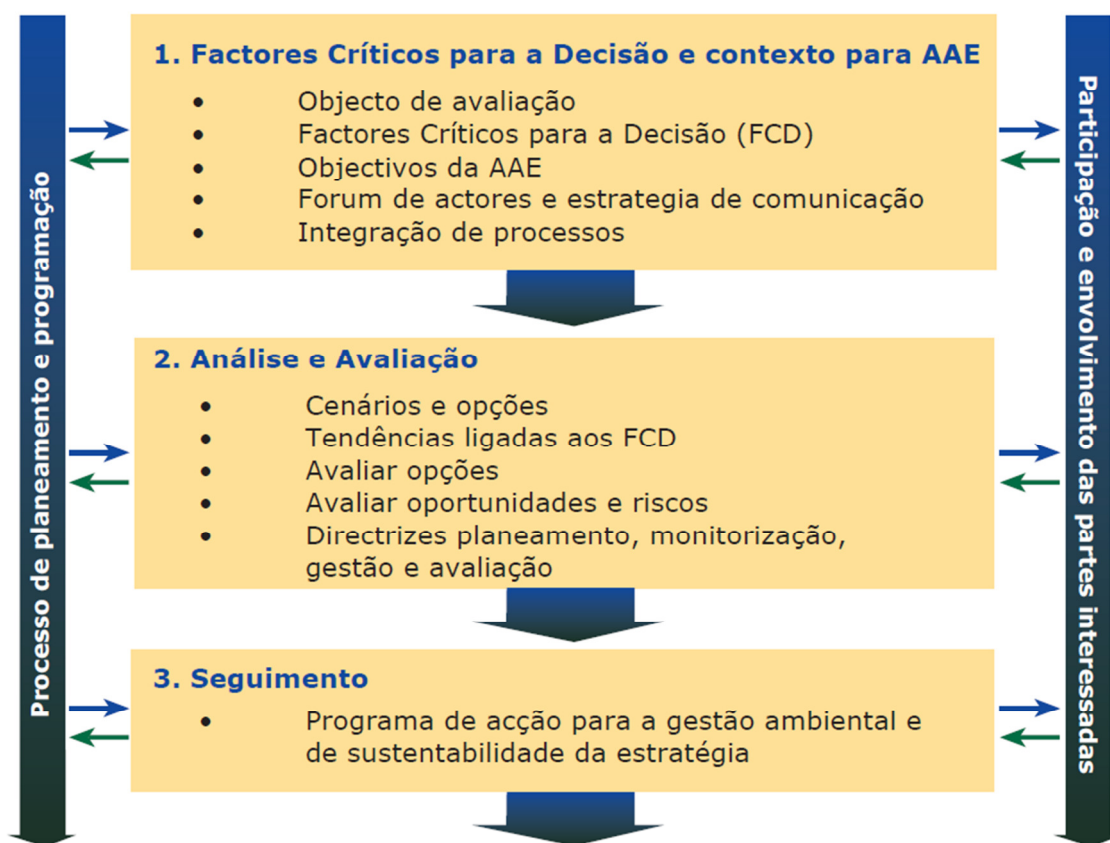 Processo de planeamento e programação
1. Factores Críticos para a Decisão e contexto para AAE
• Objecto de avaliação
• Factores Críticos para a Decisão (FCD)
• Objectivos da AAE
• Forum de actores e estrategia de comunicação
• Integração de processos
2. Análise e Avaliação
• Cenários e opções
• Tendências ligadas aos FCD
• Avaliar opções
• Avaliar oportunidades e riscos
• Directrizes planeamento, monitorização,
gestão e avaliação
3. Seguimento
• Programa de acção para a gestão ambiental e
de sustentabilidade da estratégia
Participação e envolvimento das partes interessadas